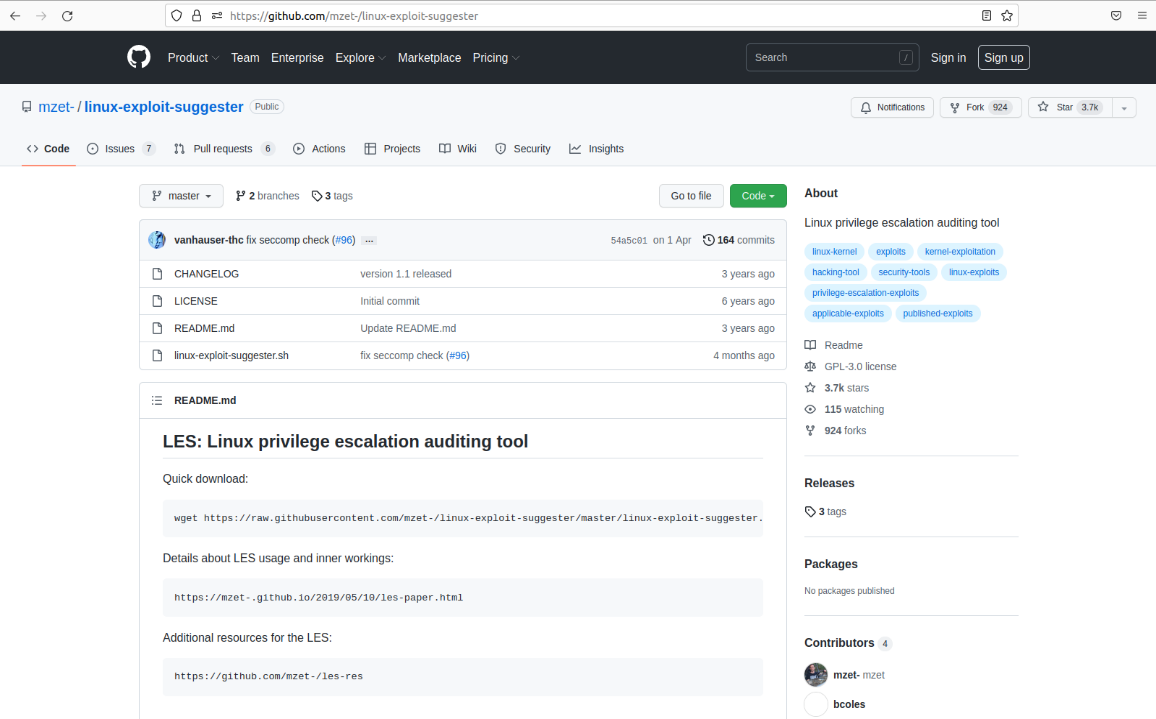 https://github.com/mzet-/linux-exploit-suggester
Product Team Enterprise Explore Marketplace Pricing Search / Sign in Sign up
mzet-/linux-exploit-suggester Public Notifications Fork 924 Star 3.7k
Code Issues 7 Pull requests 6 Actions Projects Wiki Security Insights
master 2 branches 3 tags Go to file Code
vanhauser-thc fix seccomp check (#96) ... 54a5c01 on 1 Apr 164 commits
CHANGELOG version 1.1 released 3 years ago
LICENSE Initial commit 6 years ago
README.md Update README.md 3 years ago
linux-exploit-suggester.sh fix seccomp check (#96) 4 months ago
README.md
LES: Linux privilege escalation auditing tool
Quick download:
wget https://raw.githubusercontent.com/mzet-/linux-exploit-suggester/master/linux-exploit-suggester.
Details about LES usage and inner workings:
https://mzet-.github.io/2019/05/10/les-paper.html
Additional resources for the LES:
https://github.com/mzet-/les-res
About
Linux privilege escalation auditing tool
linux-kernel exploits kernel-exploitation
hacking-tool security-tools linux-exploits
privilege-escalation-exploits
applicable-exploits published-exploits
Readme
GPL-3.0 license
3.7k stars
115 watching
924 forks
Releases
3 tags
Packages
No packages published
Contributors 4
mzet- mzet
bcoles